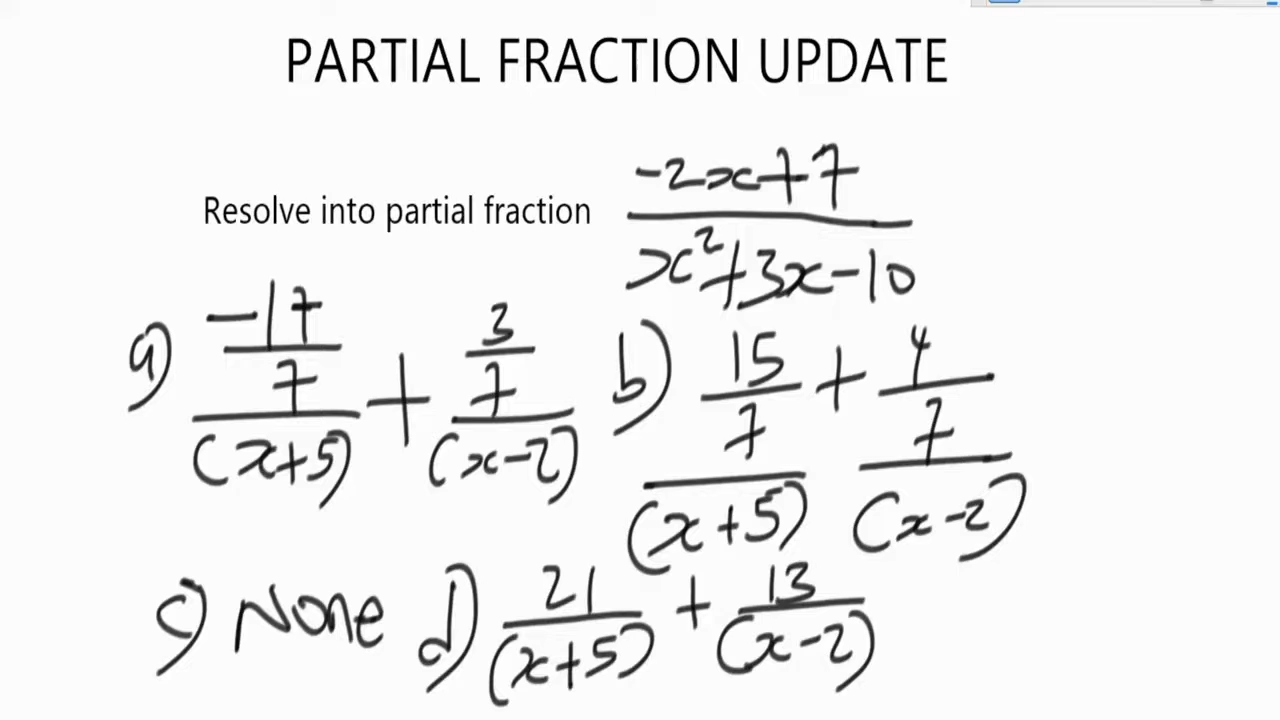 PARTIAL FRACTION UPDATE
Resolve into partial fraction (-2x+7)/(x²+3x-10)
a) (-17/7)/(x+5) + (3/7)/(x-2) b) (15/7)/(x+5) + (4/7)/(x-2)
c) None d) 21/(x+5) + 13/(x-2)